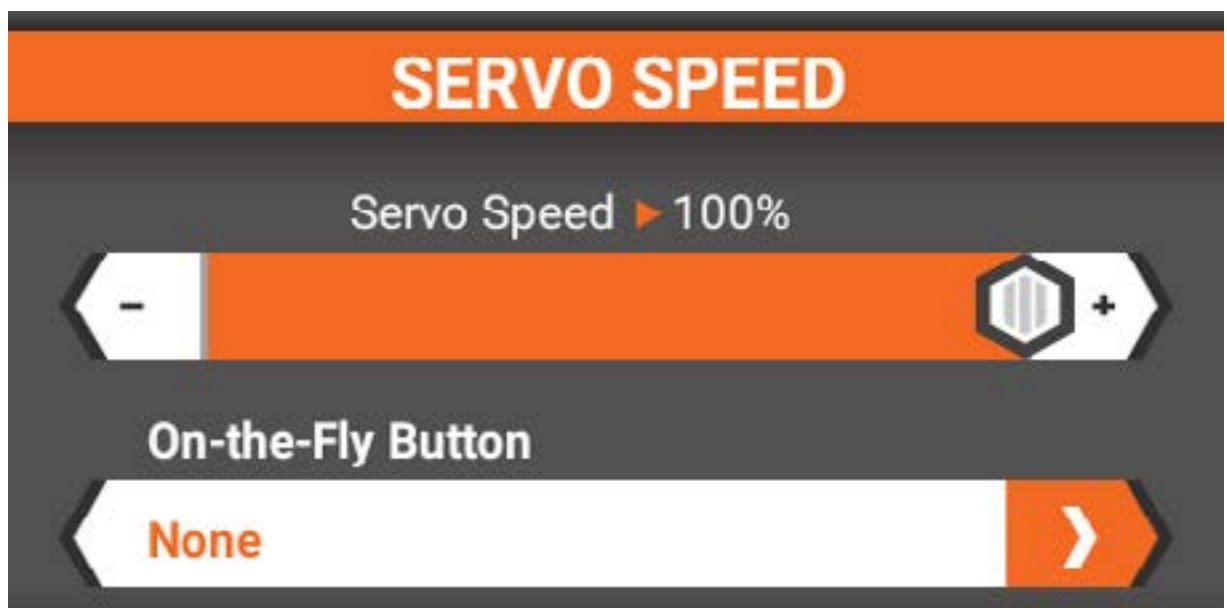 SERVO SPEED
Servo Speed ▶ 100%
- +
On-the-Fly Button
None